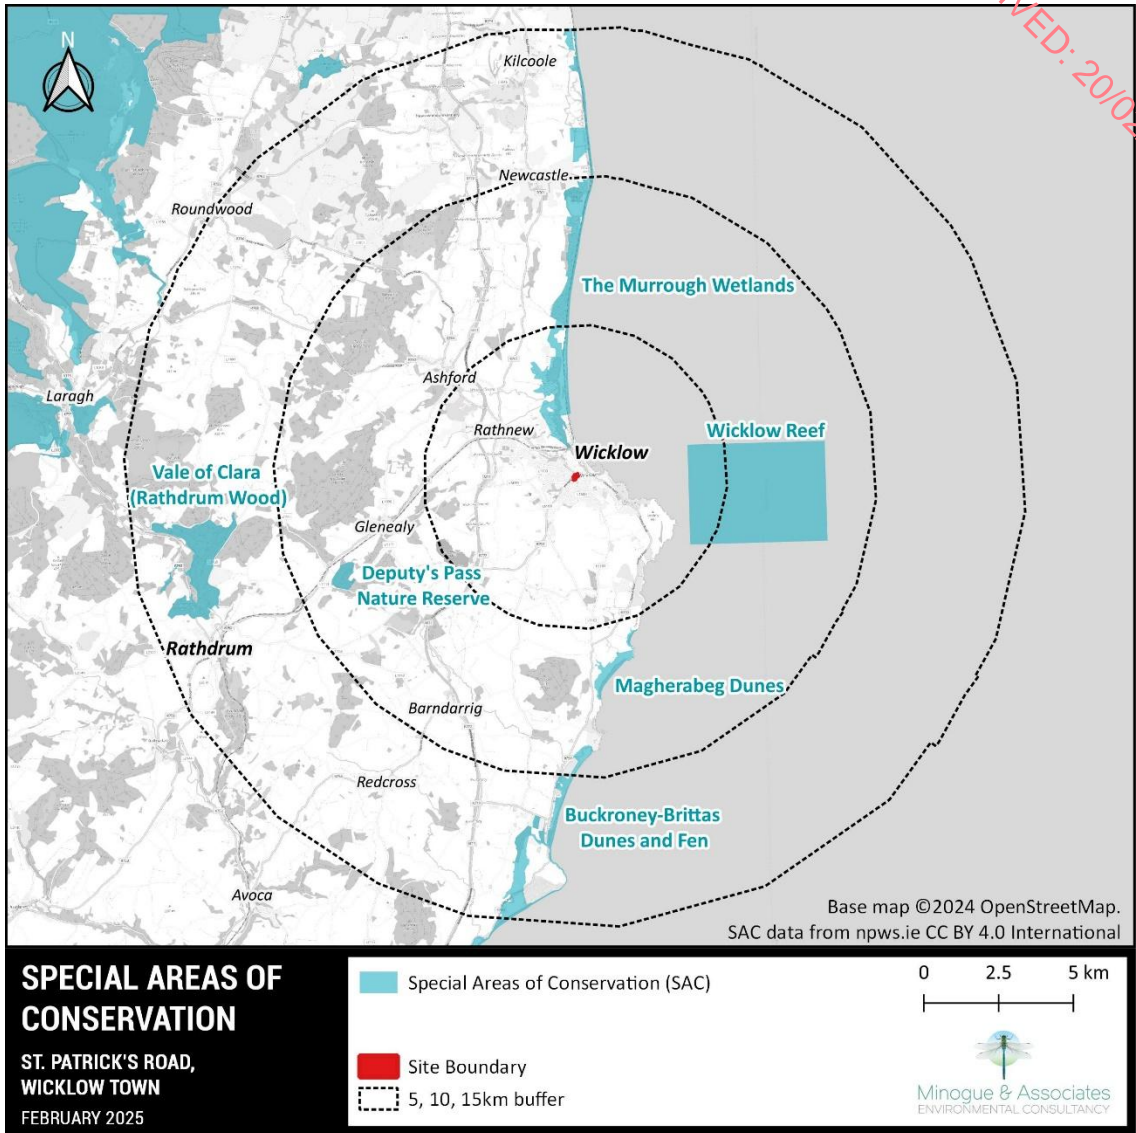 VED: 20/02
N
Kilcoole
Newcastle
Roundwood
The Murrough Wetlands
Ashford
Laragh
Rathnew
Wicklow Reef
Wicklow
Vale of Clara
(Rathdrum Wood)
Glenealy
Deputy's Pass
Nature Reserve
Rathdrum
Magherabeg Dunes
Barndarrig
Redcross
Buckroney-Brittas
Dunes and Fen
Avoca
Base map ©2024 OpenStreetMap.
SAC data from npws.ie CC BY 4.0 International
SPECIAL AREAS OF
CONSERVATION
ST. PATRICK'S ROAD,
WICKLOW TOWN
FEBRUARY 2025
Special Areas of Conservation (SAC)
Site Boundary
5, 10, 15km buffer
0 2.5 5 km
Minogue & Associates
ENVIRONMENTAL CONSULTANCY